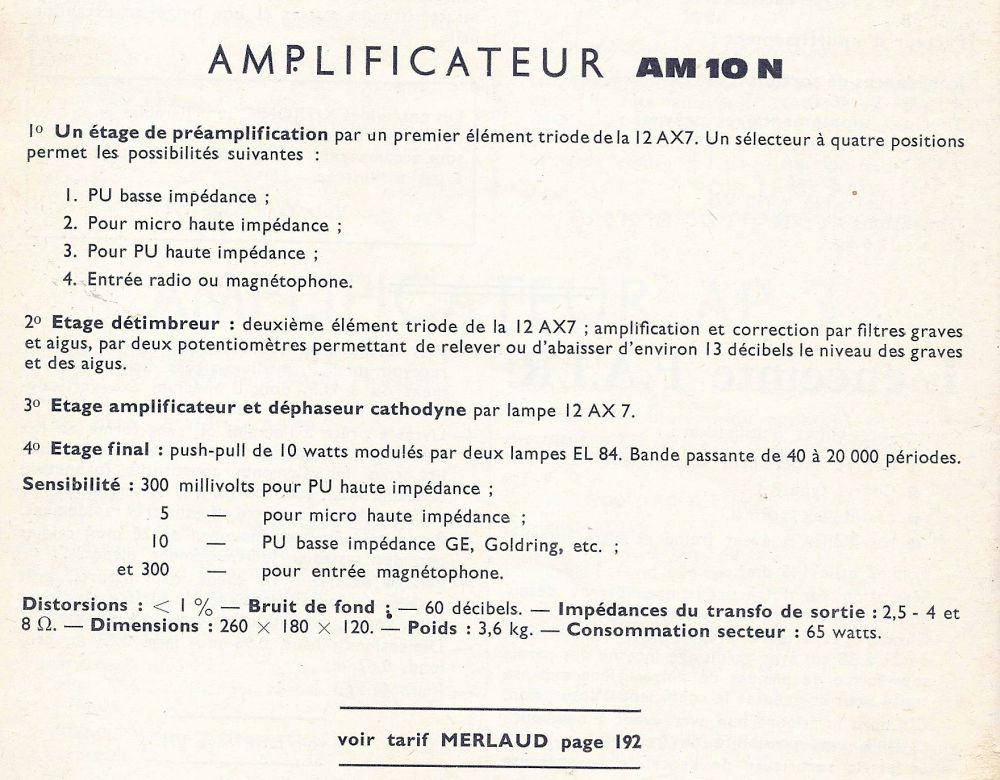 AMPLIFICATEUR AM 10 N
1º Un étage de préamplification par un premier élément triode de la 12 AX7. Un sélecteur à quatre positions
permet les possibilités suivantes :
1. PU basse impédance ;
2. Pour micro haute impédance ;
3. Pour PU haute impédance ;
4. Entrée radio ou magnétophone.
2º Etage détimbreur : deuxième élément triode de la 12 AX7 ; amplification et correction par filtres graves
et aigus, par deux potentiomètres permettant de relever ou d'abaisser d'environ 13 décibels le niveau des graves
et des aigus.
3º Etage amplificateur et déphaseur cathodyne par lampe 12 AX 7.
4º Etage final : push-pull de 10 watts modulés par deux lampes EL 84. Bande passante de 40 à 20 000 périodes.
Sensibilité : 300 millivolts pour PU haute impédance ;
5 — pour micro haute impédance ;
10 — PU basse impédance GE, Goldring, etc. ;
et 300 — pour entrée magnétophone.
Distorsions : < 1 % — Bruit de fond : — 60 décibels. — Impédances du transfo de sortie : 2,5 - 4 et
8 Ω. — Dimensions : 260 × 180 × 120. — Poids : 3,6 kg. — Consommation secteur : 65 watts.
voir tarif MERLAUD page 192